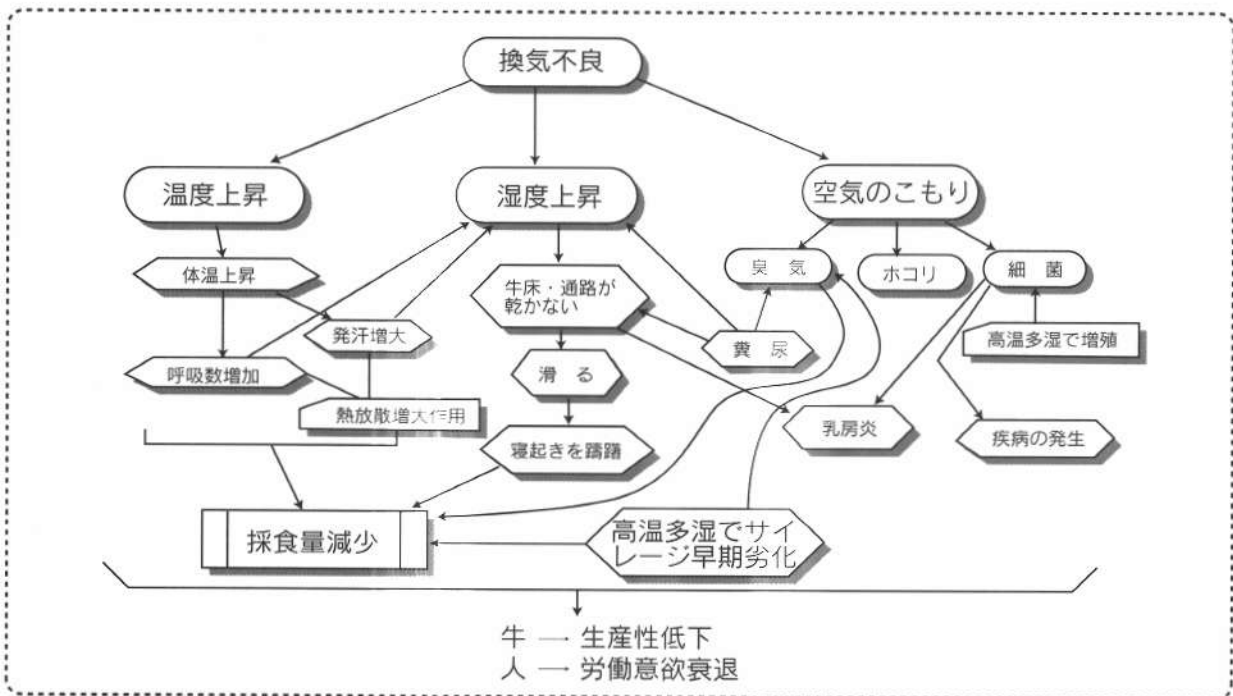 換気不良
温度上昇
湿度上昇
空気のこもり
体温上昇
牛床・通路が
乾かない
臭 気
ホコリ
細 菌
発汗増大
糞 尿
高温多湿で増殖
呼吸数増加
滑 る
熱放散増大作用
乳房炎
疾病の発生
寝起きを躊躇
採食量減少
高温多湿でサイ
レージ早期劣化
牛 → 生産性低下
人 → 労働意欲衰退